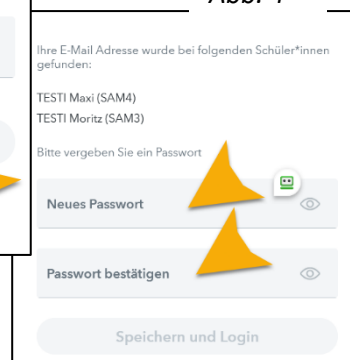 Ihre E-Mail Adresse wurde bei folgenden Schüler*innen
gefunden:
TESTI Maxi (SAM4)
TESTI Moritz (SAM3)
Bitte vergeben Sie ein Passwort
Neues Passwort
Passwort bestätigen
Speichern und Login